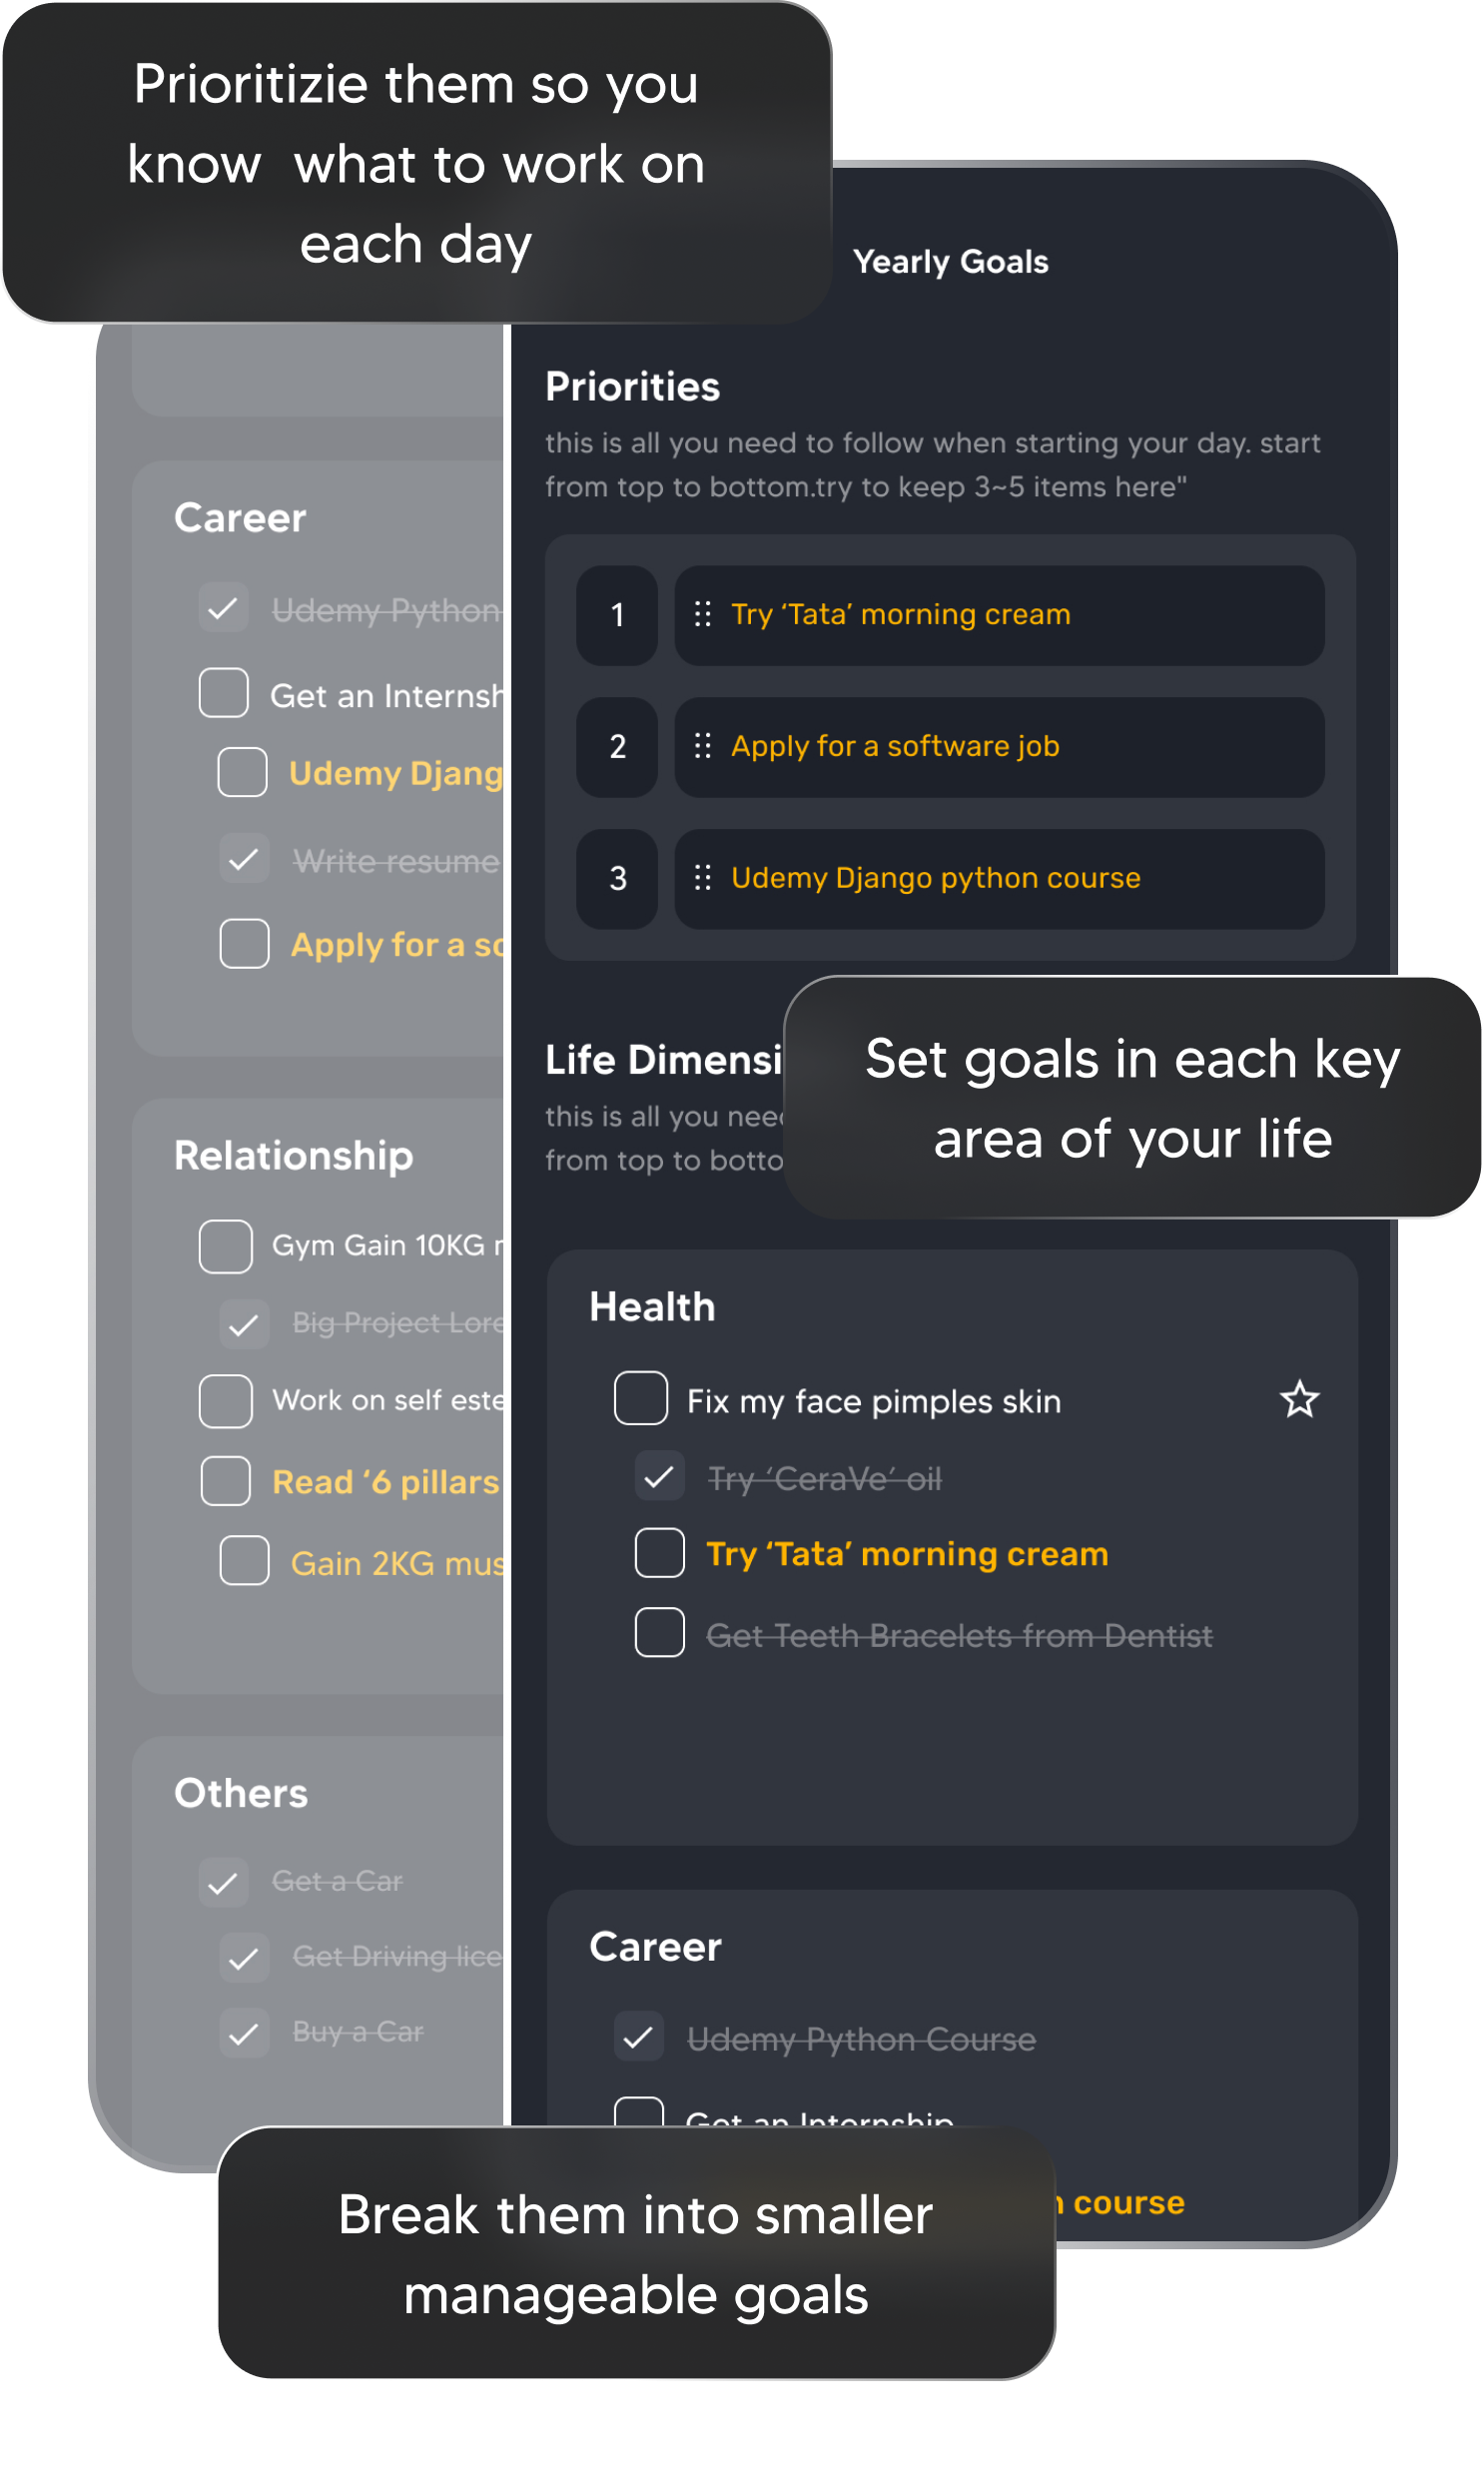 Prioritizie them so you
know what to work on
each day
Yearly Goals
Priorities
this is all you need to follow when starting your day. start
from top to bottom.try to keep 3~5 items here"
1
Try ‘Tata’ morning cream
2
Apply for a software job
3
Udemy Django python course
Life Dimensi
this is all you need
from top to botto
Set goals in each key
area of your life
Health
Fix my face pimples skin
Try ‘CeraVe’ oil
Try ‘Tata’ morning cream
Get Teeth Bracelets from Dentist
Career
Udemy Python Course
Get an Internship
course
Career
Udemy Python
Get an Internsh
Udemy Djang
Write resume
Apply for a so
Relationship
Gym Gain 10KG
Big Project Lore
Work on self este
Read ‘6 pillars
Gain 2KG mus
Others
Get a Car
Get Driving lice
Buy a Car
Break them into smaller
manageable goals